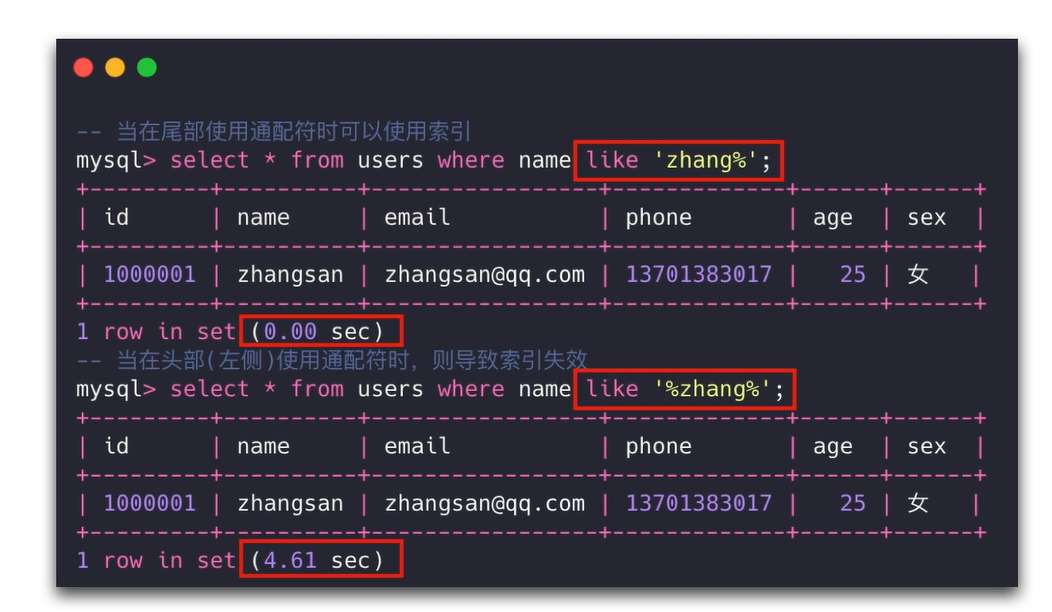 -- 当在尾部使用通配符时可以使用索引
mysql> select * from users where name like 'zhang%';
+---------+----------+-----------------+-------------+------+------+
| id      | name     | email           | phone       | age  | sex  |
+---------+----------+-----------------+-------------+------+------+
| 1000001 | zhangsan | zhangsan@qq.com | 13701383017 |   25 | 女   |
+---------+----------+-----------------+-------------+------+------+
1 row in set (0.00 sec)
-- 当在头部(左侧)使用通配符时，则导致索引失效
mysql> select * from users where name like '%zhang%';
+---------+----------+-----------------+-------------+------+------+
| id      | name     | email           | phone       | age  | sex  |
+---------+----------+-----------------+-------------+------+------+
| 1000001 | zhangsan | zhangsan@qq.com | 13701383017 |   25 | 女   |
+---------+----------+-----------------+-------------+------+------+
1 row in set (4.61 sec)